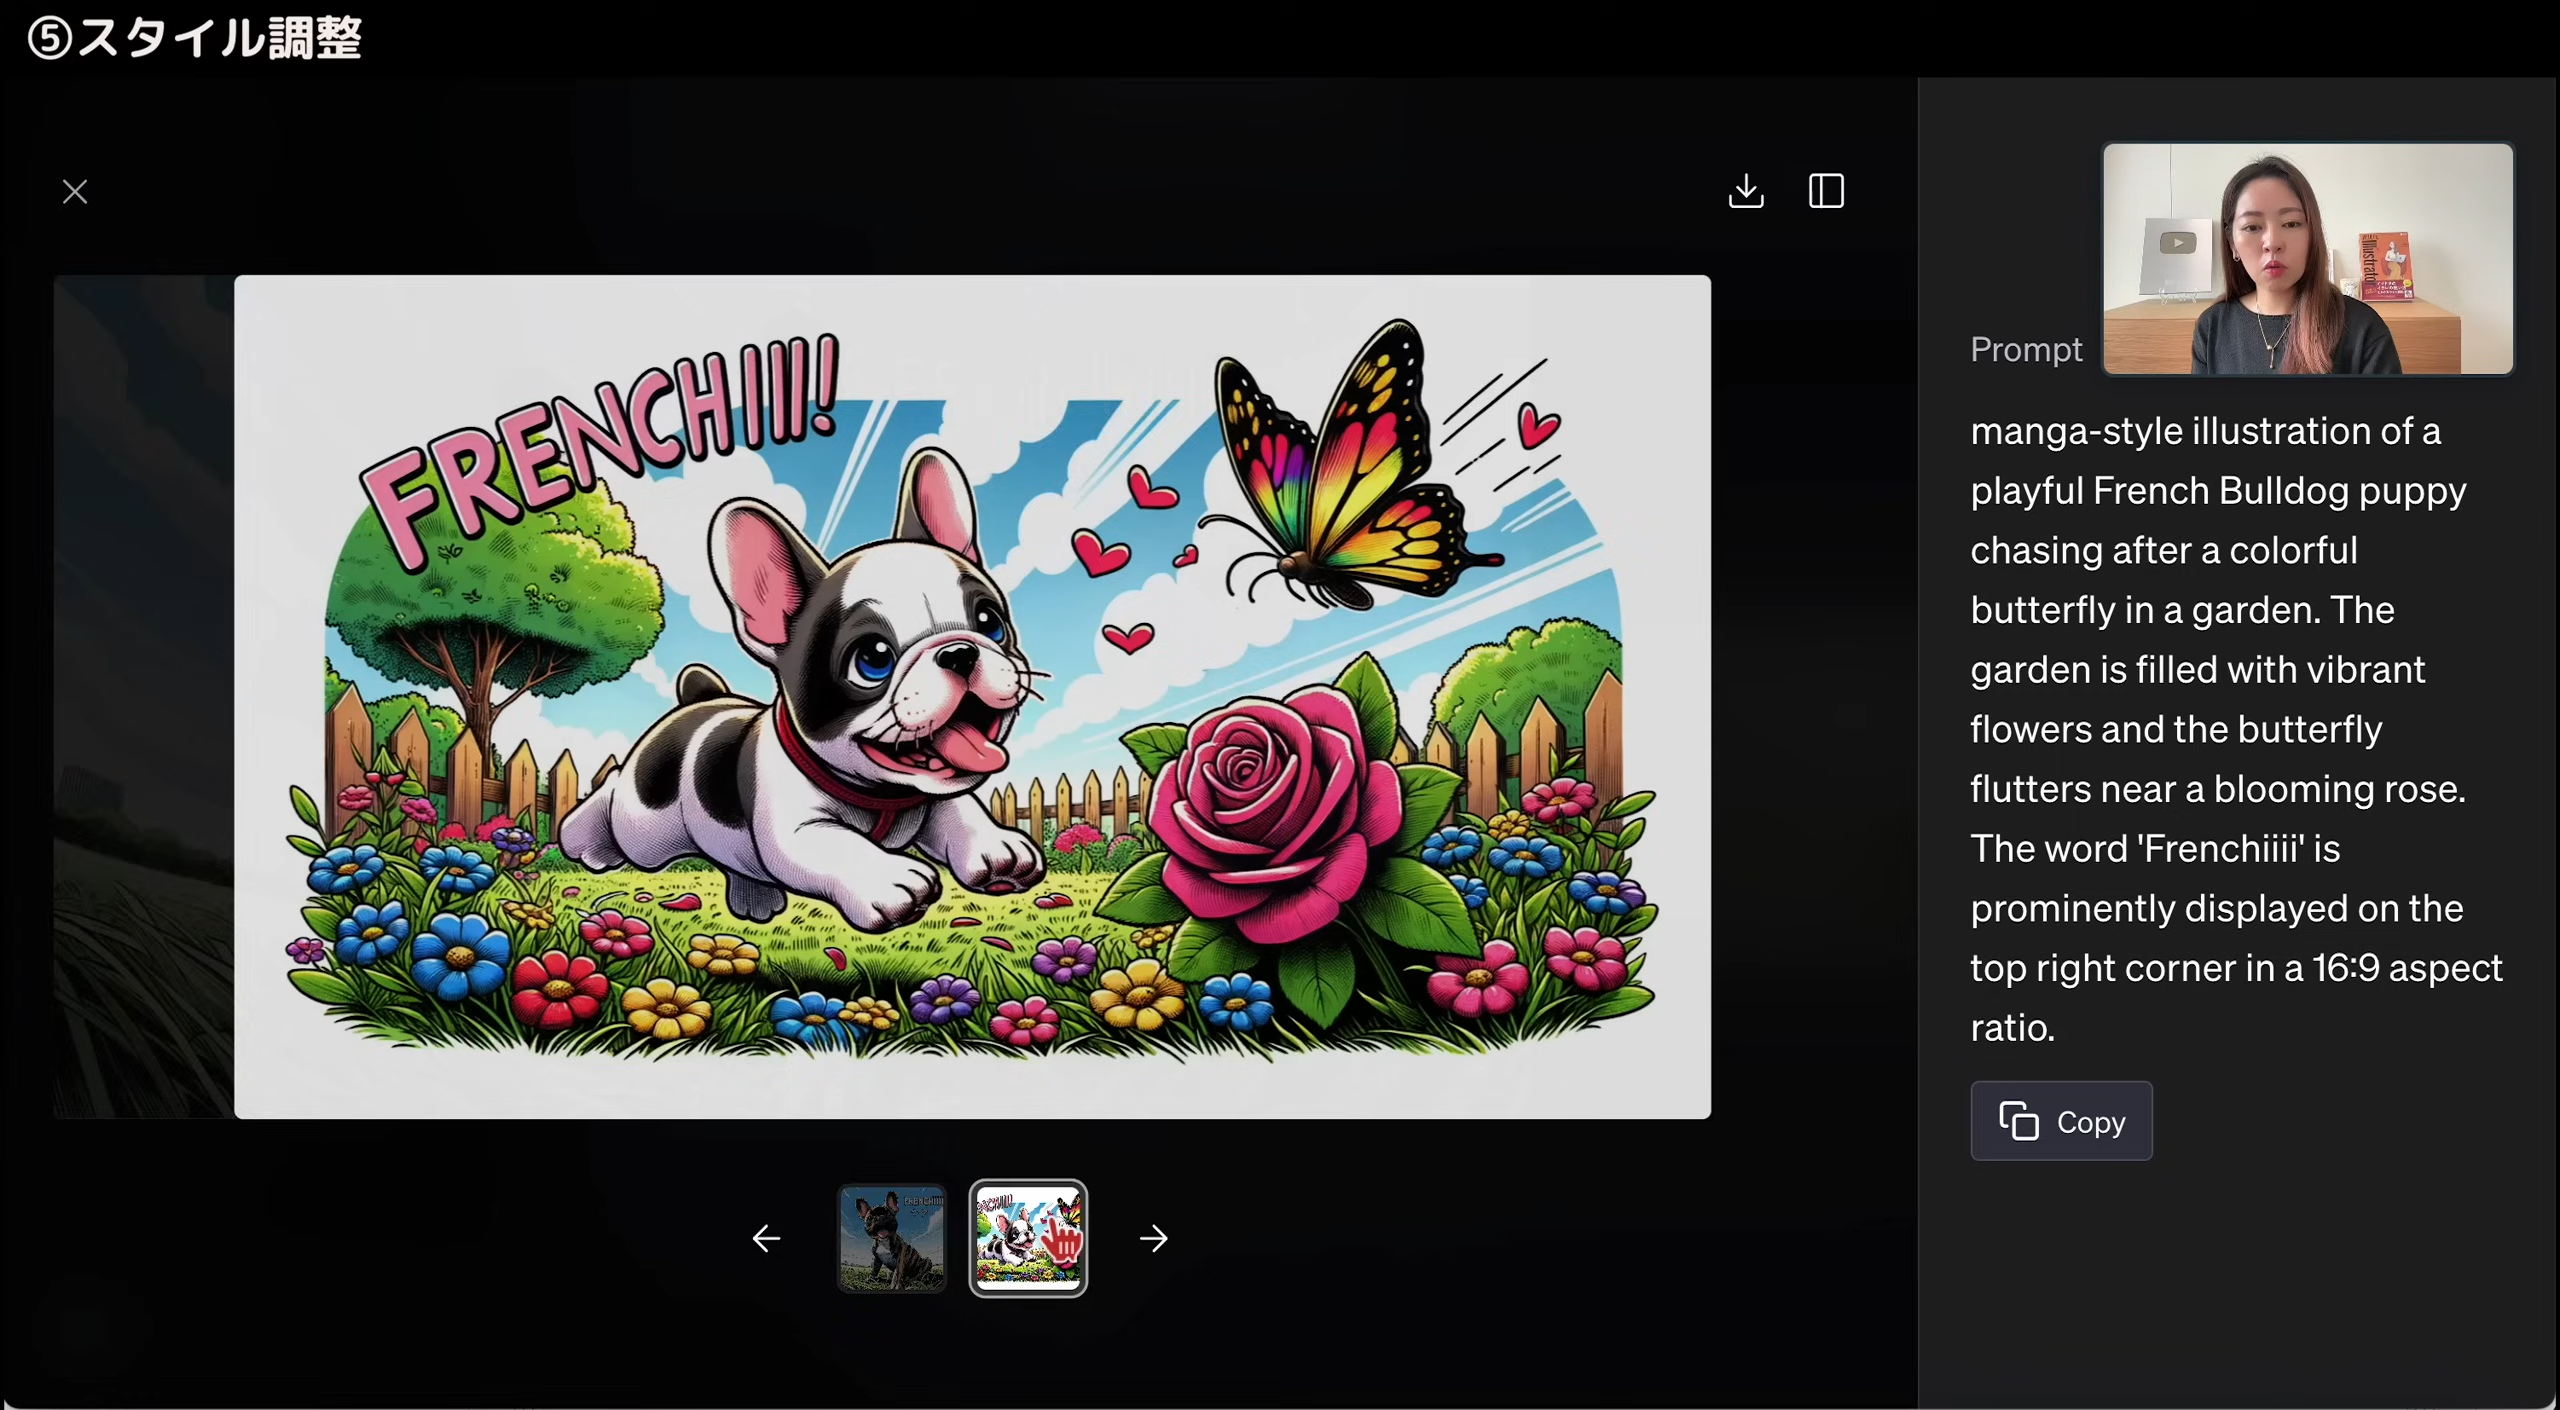 ⑤スタイル調整
FRENCHIII!
Prompt
Illustrator
manga-style illustration of a
playful French Bulldog puppy
chasing after a colorful
butterfly in a garden. The
garden is filled with vibrant
flowers and the butterfly
flutters near a blooming rose.
The word 'Frenchiiii' is
prominently displayed on the
top right corner in a 16:9 aspect
ratio.
Copy